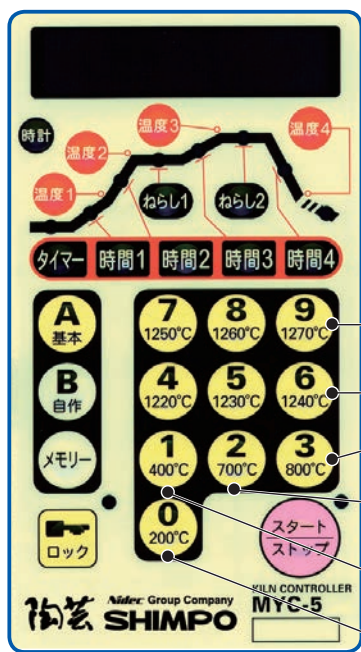 時計
温度1
温度2
温度3
温度4
ねらし1
ねらし2
タイマー 時間1 時間2 時間3 時間4
A
基本
B
自作
メモリー
ロック
7 8 9
1250℃ 1260℃ 1270℃
4 5 6
1220℃ 1230℃ 1240℃
1 2 3
400℃ 700℃ 800℃
0
200℃
スタート
ストップ
陶芸 Nidec Group Company
SHIMPO
KILN CONTROLLER
MYC-5